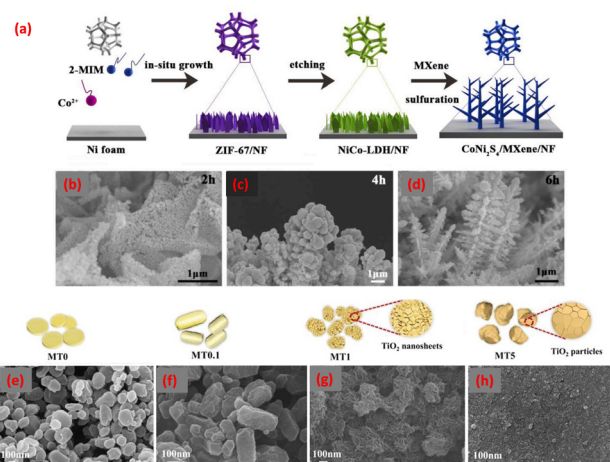 (a)
2-MIM
in-situ growth
etching
MXene
sulfuration
Co²⁺
Ni foam
ZIF-67/NF
NiCo-LDH/NF
CoNi₂S₄/MXene/NF
(b)
2h
1μm
(c)
4h
1μm
(d)
6h
1μm
MT0
MT0.1
MT1
TiO₂ nanosheets
MT5
TiO₂ particles
(e)
100nm
(f)
100nm
(g)
100nm
(h)
100nm